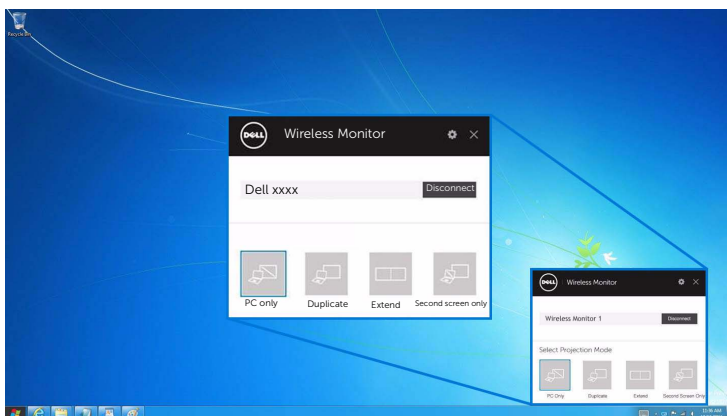 Recycle Bin
DELL
Wireless Monitor
Dell xxxx
Disconnect
PC only
Duplicate
Extend
Second screen only
DELL
Wireless Monitor
Wireless Monitor 1
Disconnect
Select Projection Mode
PC Only
Duplicate
Extend
Second Screen Only